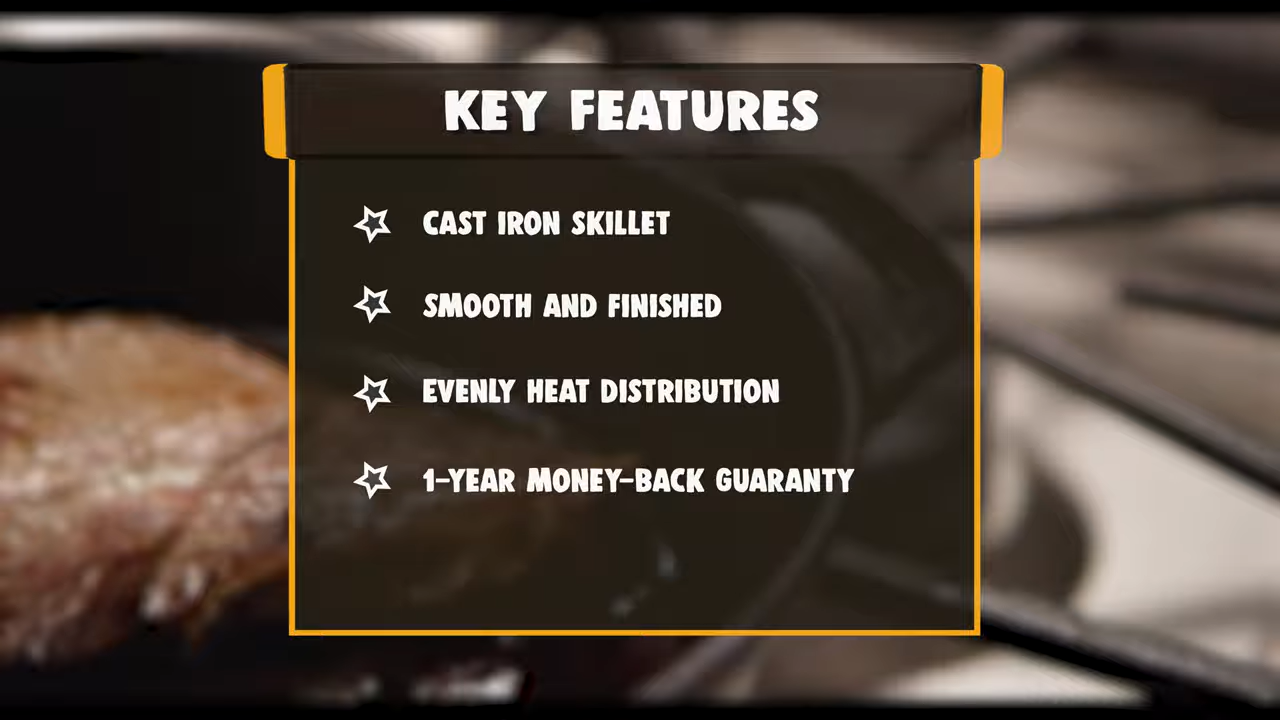 KEY FEATURES
CAST IRON SKILLET
SMOOTH AND FINISHED
EVENLY HEAT DISTRIBUTION
1-YEAR MONEY-BACK GUARANTY